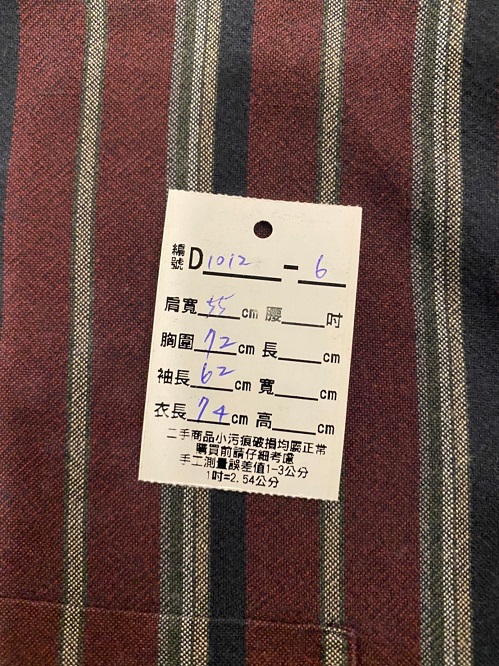 編號D1012-6
肩寬55cm 腰____吋
胸圍72cm 長____cm
袖長62cm 寬____cm
衣長74cm 高____cm
二手商品小污痕破損均屬正常
購買前請仔細考慮
手工測量誤差值1-3公分
1吋=2.54公分